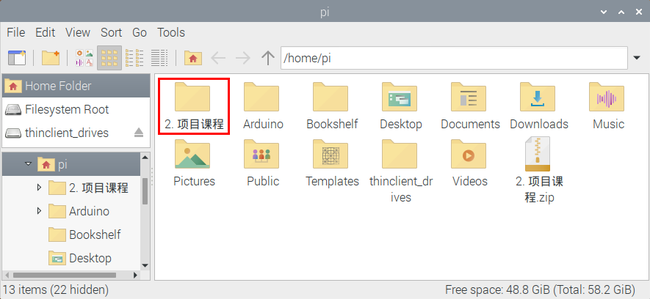 pi
File Edit View Sort Go Tools
/home/pi
Home Folder
Filesystem Root
thinclient_drives
pi
2. 项目课程
Arduino
Bookshelf
Desktop
2. 项目课程 Arduino Bookshelf Desktop Documents Downloads Music
Pictures Public Templates thinclient_dr Videos 2. 项目课
ives 程.zip
13 items (22 hidden) Free space: 48.8 GiB (Total: 58.2 GiB)